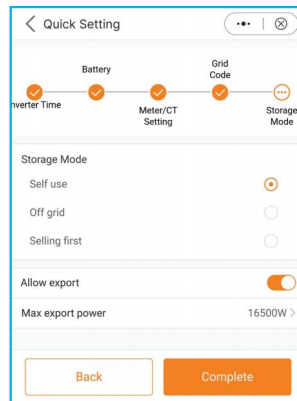 Quick Setting
Battery
Grid
Code
nverter Time
Meter/CT
Setting
Storage
Mode
Storage Mode
Self use
Off grid
Selling first
Allow export
Max export power 16500W >
Back
Complete